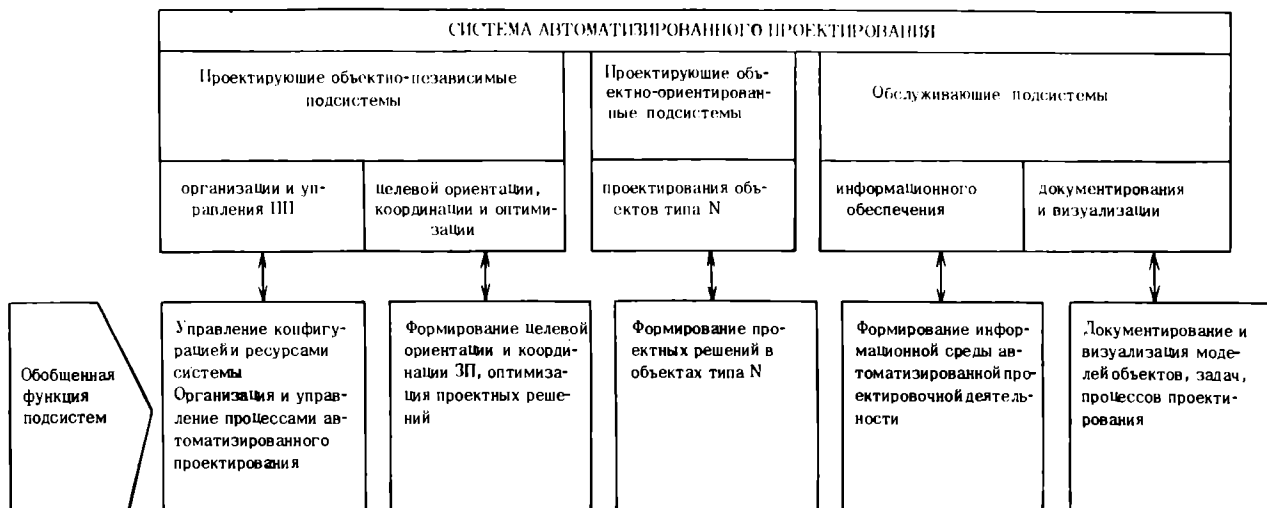 СИСТЕМА АВТОМАТИЗИРОВАННОГО ПРОЕКТИРОВАНИЯ
Проектирующие объектно-независимые
подсистемы
Проектирующие объ-
ектно-ориентирован-
ные подсистемы
Обслуживающие подсистемы
организации и уп-
равления ПП
целевой ориентации,
координации и оптими-
зации
проектирования объ-
ектов типа N
информационного
обеспечения
документирования
и визуализации
Обобщенная
функция
подсистем
Управление конфигу-
рацией и ресурсами
системы
Организация и управ-
ление процессами ав-
томатизированного
проектирования
Формирование целевой
ориентации и коорди-
нации ЗП, оптимиза-
ция проектных реше-
ний
Формирование про-
ектных решений в
объектах типа N
Формирование инфор-
мационной среды ав-
томатизированной про-
ектировочной деятель-
ности
Документирование и
визуализация моде-
лей объектов, задач,
процессов проекти-
рования